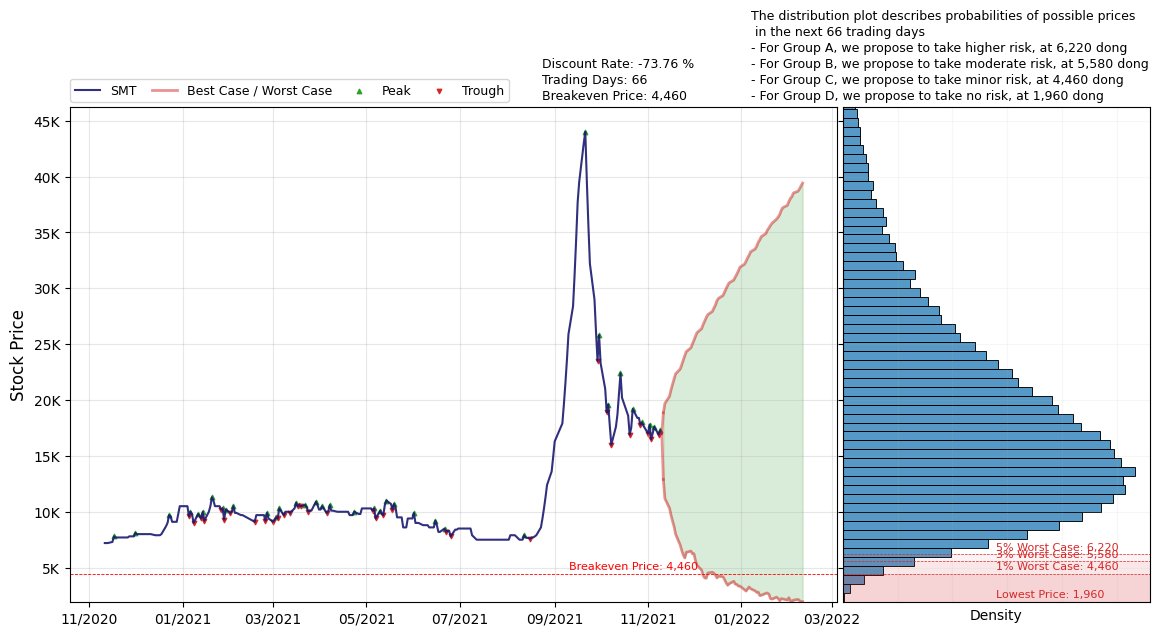 The distribution plot describes probabilities of possible prices
in the next 66 trading days
- For Group A, we propose to take higher risk, at 6,220 dong
- For Group B, we propose to take moderate risk, at 5,580 dong
- For Group C, we propose to take minor risk, at 4,460 dong
- For Group D, we propose to take no risk, at 1,960 dong
Discount Rate: -73.76 %
Trading Days: 66
Breakeven Price: 4,460
SMT
Best Case / Worst Case
Peak
Trough
Stock Price
45K
40K
35K
30K
25K
20K
15K
10K
5K
Breakeven Price: 4,460
5% Worst Case: 6,220
3% Worst Case: 5,580
1% Worst Case: 4,460
Lowest Price: 1,960
11/2020
01/2021
03/2021
05/2021
07/2021
09/2021
11/2021
01/2022
03/2022
Density